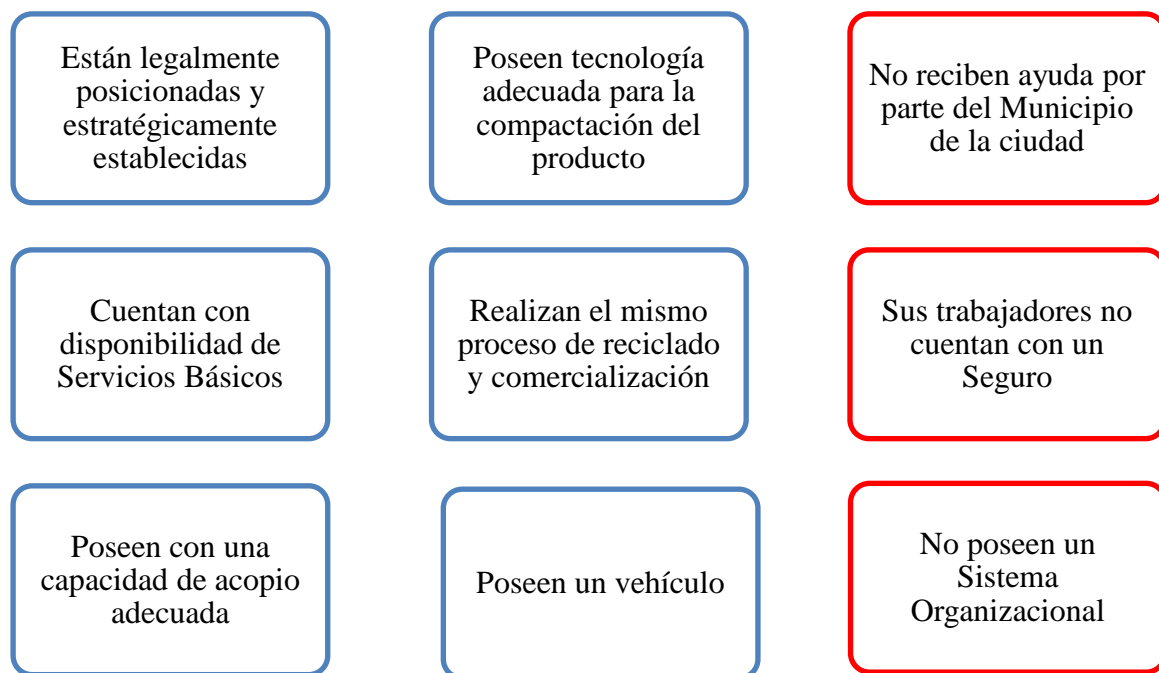 Están legalmente
posicionadas y
estratégicamente
establecidas
Poseen tecnología
adecuada para la
compactación del
producto
No reciben ayuda por
parte del Municipio
de la ciudad
Cuentan con
disponibilidad de
Servicios Básicos
Realizan el mismo
proceso de reciclado
y comercialización
Sus trabajadores no
cuentan con un
Seguro
Poseen con una
capacidad de acopio
adecuada
Poseen un vehículo
No poseen un
Sistema
Organizacional